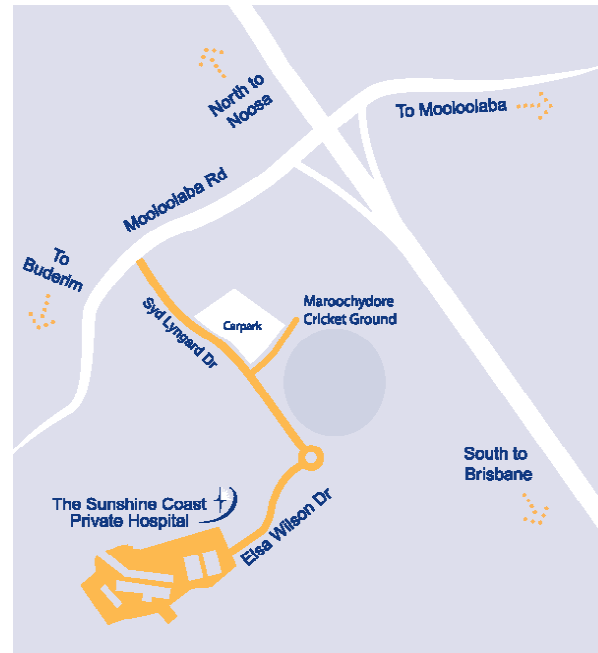 North to
Noosa
To Mooloolaba
Mooloolaba Rd
To
Buderim
Syd Lyngard Dr
Carpark
Maroochydore
Cricket Ground
South to
Brisbane
The Sunshine Coast
Private Hospital
Elsa Wilson Dr